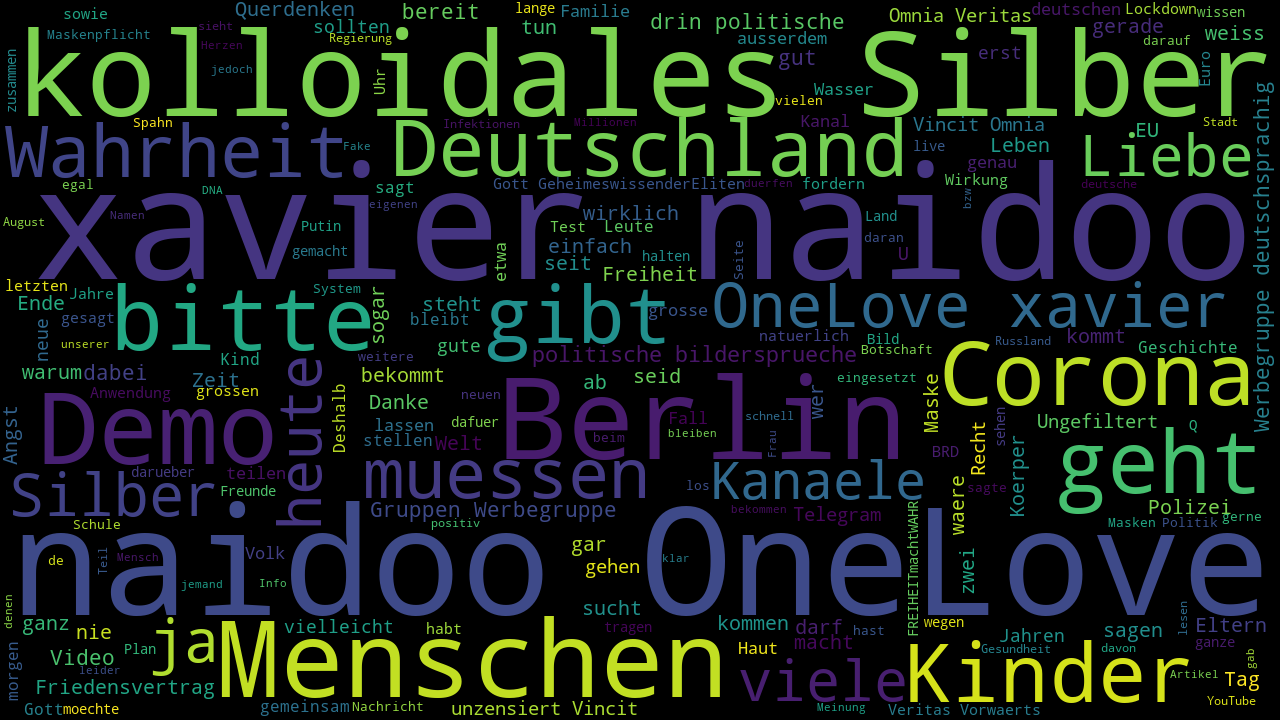 sowie
Querdenken
bereit
lange
Familie
drin politische
Omnia Veritas
deutschen
Lockdown
wissen
Maskenpflicht
sieht
Herzen
sollten
Regierung
tun
ausserdem
gerade
weiss
darauf
kolloidales Silber
zusammen
jedoch
Uhr
gut
erst
Euro
Wasser
vielen
Spahn
Fake
Infektionen
Millionen
Kanal
Vincit Omnia
EU
Stadt
Wahrheit
Deutschland
live
Leben
Liebe
genau
deutschsprachig
egal
DNA
sagt
eigenen
Gott GeheimeswissenderEliten
duerfen
fordern
Wirkung
bzw
deutsche
xavier naidoo
August
Namen
Putin
gemacht
etwa
Test
Leute
wirklich
einfach
seit
halten
Freiheit
Seite
Land
daran
U
letzten
Ende
Jahre
System
gesagt
neue
unserer
bitte
sogar
steht
bleibt
gibt
grosse
OneLove xavier
natuerlich
Bild
Russland
kommt
Geschichte
Botschaft
Kind
weitere
gute
politische bildersprueche
warum
dabei
Zeit
grossen
bekommt
ab
seid
eingesetzt
Corona
Werbegruppe
Anwendung
heute
Deshalb
Danke
neuen
dafuer
schnell
wer
Maske
Angst
Demo
lassen
stellen
Welt
Berlin
beim
Fall
bleiben
Frau
BRD
Recht
sehen
Ungefiltert
Q
darueber
teilen
Freunde
Silber
muessen
los
Kanaele
sagte
Koerper
geht
Schule
Gruppen Werbegruppe
positiv
bekommen
Telegram
waere
Polizei
Masken
Politik
gerne
de
Teil
Mensch
Volk
jemand
Info
gar
gehen
klar
FREIHEITmachtWAHR
zwei
naidoo OneLove
denen
ganz
nie
ja
vielleicht
habt
sucht
tragen
kommen
darf
macht
hast
wegen
Jahren
Gesundheit
sagen
davon
lesen
Eltern
ganze
morgen
Video
Plan
leider
Menschen
Haut
viele
Kinder
Artikel
gab
Tag
Friedensvertrag
Gott
moechte
gemeinsam
Nachricht
unzensiert Vincit
Meinung
Veritas Vorwaerts
YouTube